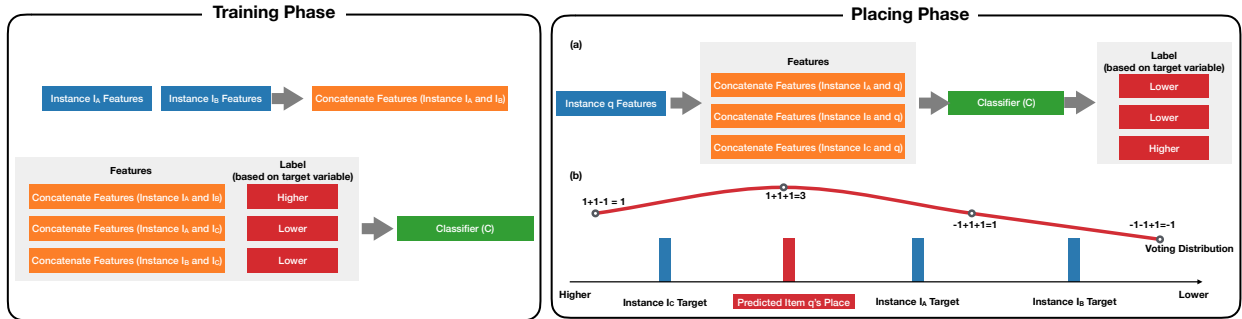 Training Phase
Instance IA Features
Instance IB Features
Concatenate Features (Instance IA and IB)
Features
Label
(based on target variable)
Concatenate Features (Instance IA and IB)
Higher
Concatenate Features (Instance IA and IC)
Lower
Concatenate Features (Instance IB and IC)
Lower
Classifier (C)
Placing Phase
(a)
Features
Label
(based on target variable)
Instance q Features
Concatenate Features (Instance IA and q)
Concatenate Features (Instance IB and q)
Concatenate Features (Instance IC and q)
Classifier (C)
Lower
Lower
Higher
(b)
1+1-1 = 1
1+1+1=3
-1+1+1=1
-1-1+1=-1
Voting Distribution
Higher
Instance IC Target
Predicted Item q's Place
Instance IA Target
Instance IB Target
Lower